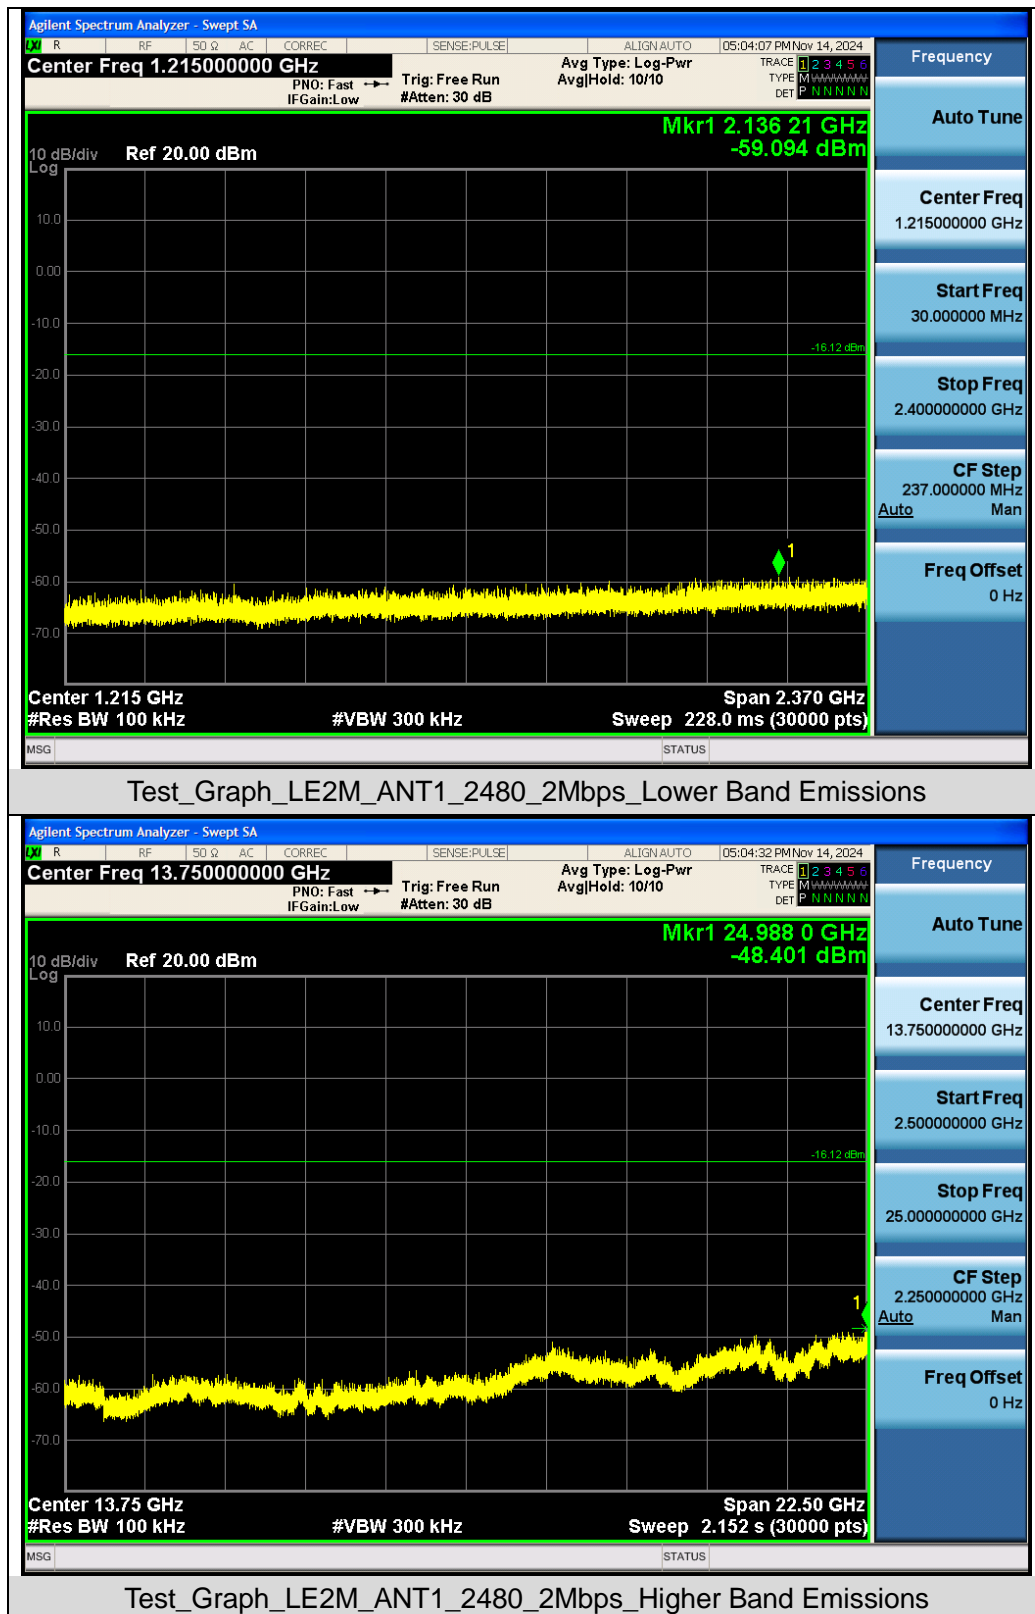 Agilent Spectrum Analyzer - Swept SA
LXI R RF 50 Ω AC CORREC SENSE:PULSE ALIGN AUTO 05:04:07 PM Nov 14, 2024
Center Freq 1.215000000 GHz
PNO: Fast
IFGain:Low
Trig: Free Run
#Atten: 30 dB
Avg Type: Log-Pwr
Avg|Hold: 10/10
TRACE 1 2 3 4 5 6
TYPE M WWWWW
DET P N N N N N
Mkr1 2.136 21 GHz
-59.094 dBm
10 dB/div
Log
Ref 20.00 dBm
10.0
0.00
-10.0
-16.12 dBm
-20.0
-30.0
-40.0
-50.0
1
-60.0
-70.0
Center 1.215 GHz
Span 2.370 GHz
#Res BW 100 kHz
#VBW 300 kHz
Sweep 228.0 ms (30000 pts)
MSG
STATUS
Frequency
Auto Tune
Center Freq
1.215000000 GHz
Start Freq
30.000000 MHz
Stop Freq
2.400000000 GHz
CF Step
237.000000 MHz
Auto Man
Freq Offset
0 Hz
Test_Graph_LE2M_ANT1_2480_2Mbps_Lower Band Emissions
Agilent Spectrum Analyzer - Swept SA
LXI R RF 50 Ω AC CORREC SENSE:PULSE ALIGN AUTO 05:04:32 PM Nov 14, 2024
Center Freq 13.750000000 GHz
PNO: Fast
IFGain:Low
Trig: Free Run
#Atten: 30 dB
Avg Type: Log-Pwr
Avg|Hold: 10/10
TRACE 1 2 3 4 5 6
TYPE M WWWWW
DET P N N N N N
Mkr1 24.988 0 GHz
-48.401 dBm
10 dB/div
Log
Ref 20.00 dBm
10.0
0.00
-10.0
-16.12 dBm
-20.0
-30.0
-40.0
1
-50.0
-60.0
-70.0
Center 13.75 GHz
Span 22.50 GHz
#Res BW 100 kHz
#VBW 300 kHz
Sweep 2.152 s (30000 pts)
MSG
STATUS
Frequency
Auto Tune
Center Freq
13.750000000 GHz
Start Freq
2.500000000 GHz
Stop Freq
25.000000000 GHz
CF Step
2.250000000 GHz
Auto Man
Freq Offset
0 Hz
Test_Graph_LE2M_ANT1_2480_2Mbps_Higher Band Emissions